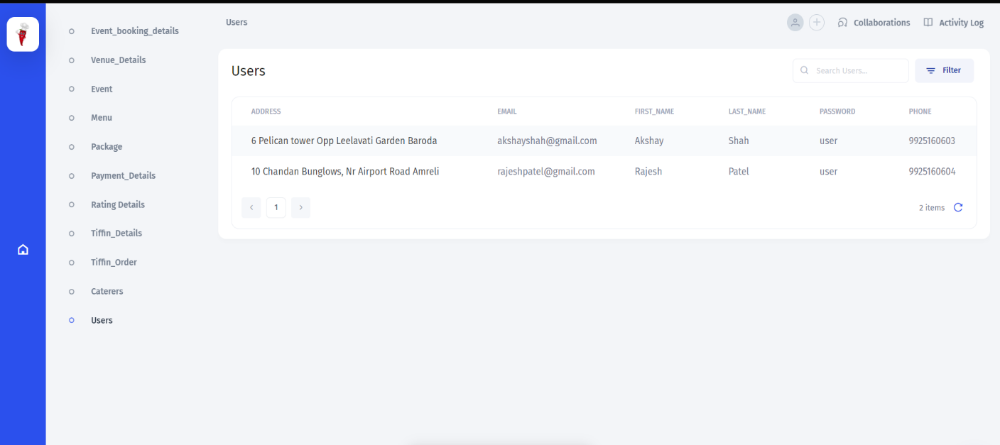 Event_booking_details
Venue_Details
Event
Menu
Package
Payment_Details
Rating Details
Tiffin_Details
Tiffin_Order
Caterers
Users
Users
Collaborations
Activity Log
Users
Search Users...
Filter
ADDRESS EMAIL FIRST_NAME LAST_NAME PASSWORD PHONE
6 Pelican tower Opp Leelavati Garden Baroda akshayshah@gmail.com Akshay Shah user 9925160603
10 Chandan Bunglows, Nr Airport Road Amreli rajeshpatel@gmail.com Rajesh Patel user 9925160604
1
2 items